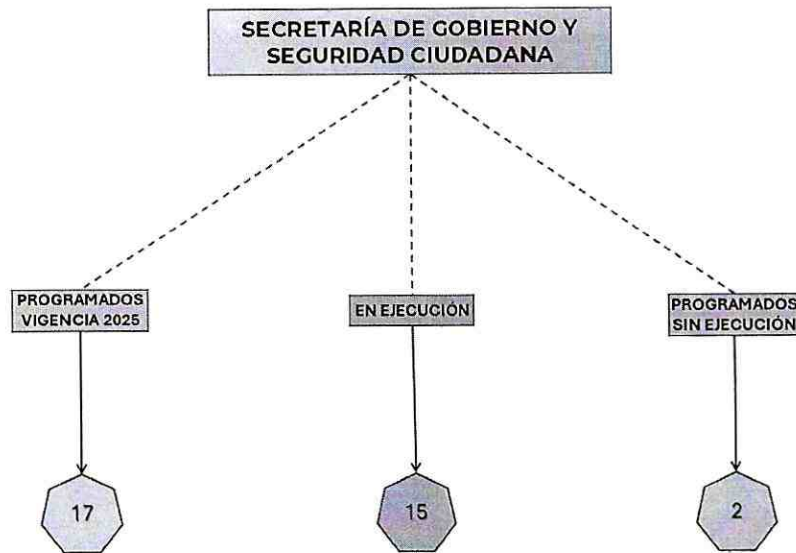 SECRETARÍA DE GOBIERNO Y
SEGURIDAD CIUDADANA
PROGRAMADOS
VIGENCIA 2025
EN EJECUCIÓN
PROGRAMADOS
SIN EJECUCIÓN
17
15
2